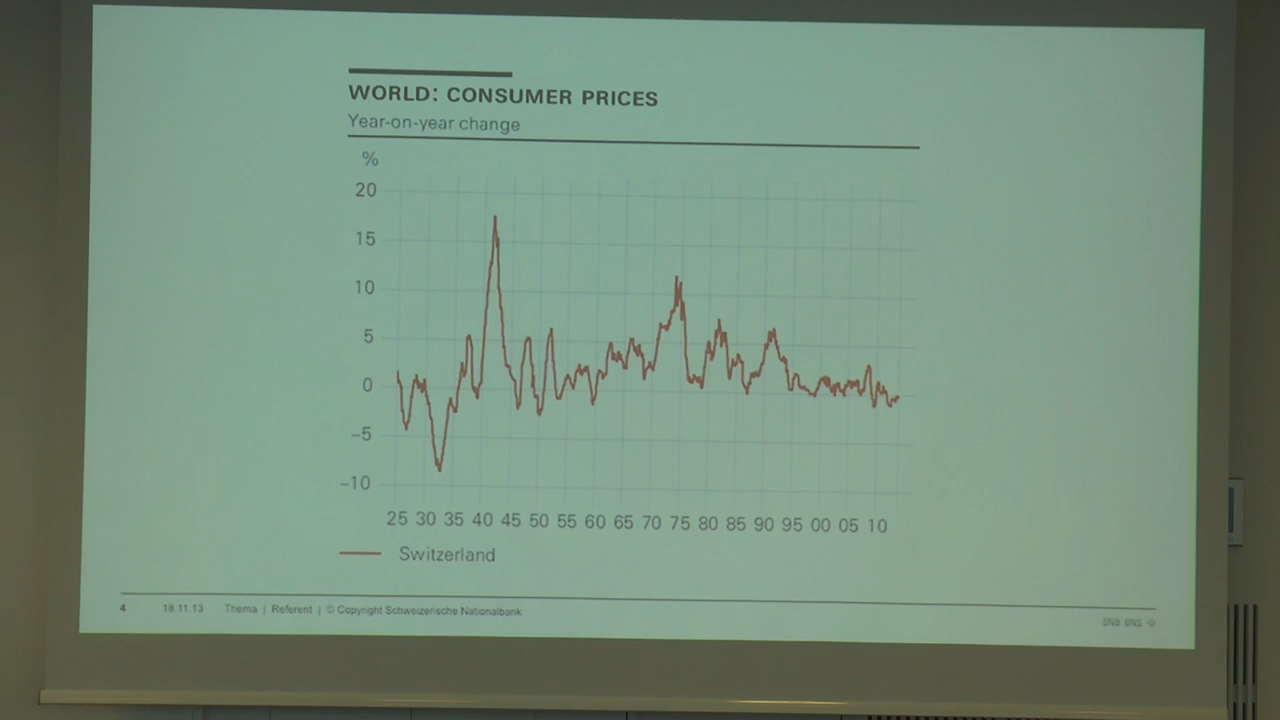 WORLD: CONSUMER PRICES
Year-on-year change
%
20
15
10
5
0
–5
–10
25 30 35 40 45 50 55 60 65 70 75 80 85 90 95 00 05 10
Switzerland
4 18.11.13 Thema | Referent | © Copyright Schweizerische Nationalbank
SNB BNS